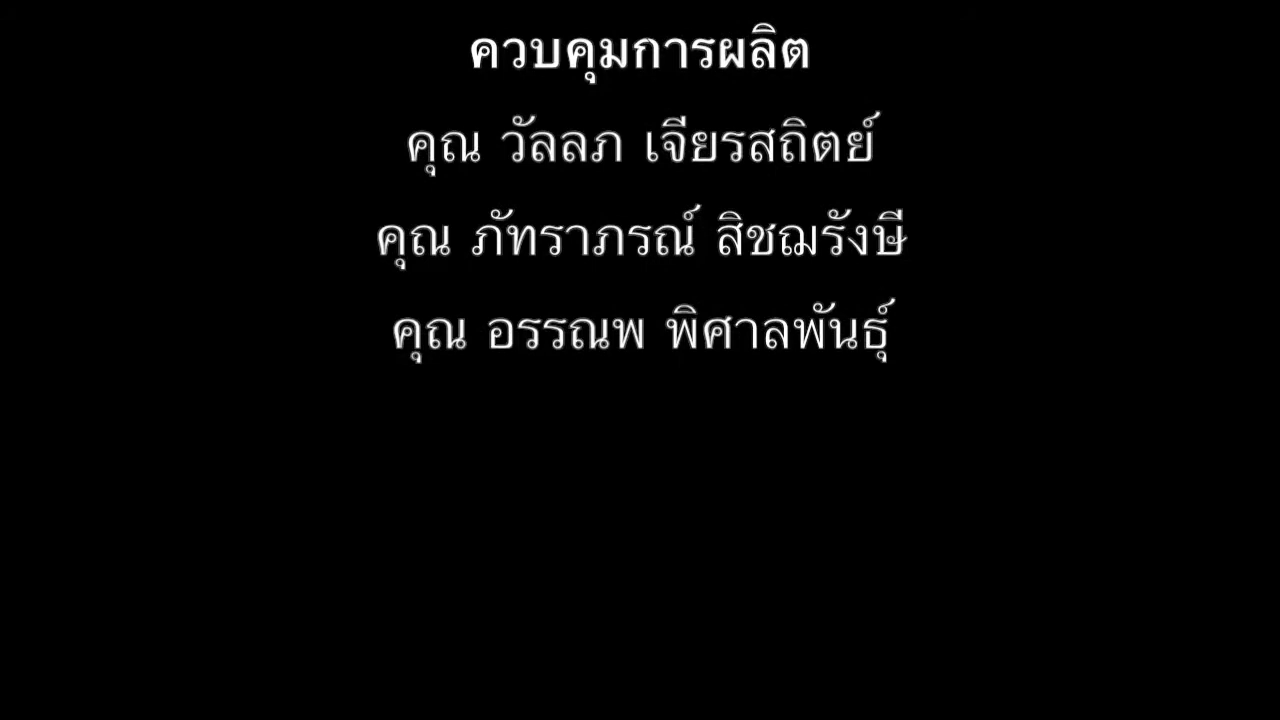 ควบคุมการผลิต
คุณ วัลลภ เจียรสถิตย์
คุณ ภัทราภรณ์ สิชฌรังษี
คุณ อรรณพ พิศาลพันธุ์